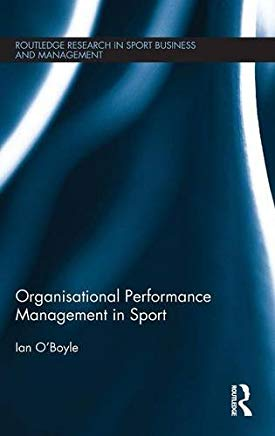 ROUTLEDGE RESEARCH IN SPORT BUSINESS
AND MANAGEMENT
Organisational Performance
Management in Sport
Ian O'Boyle
ROUTLEDGE